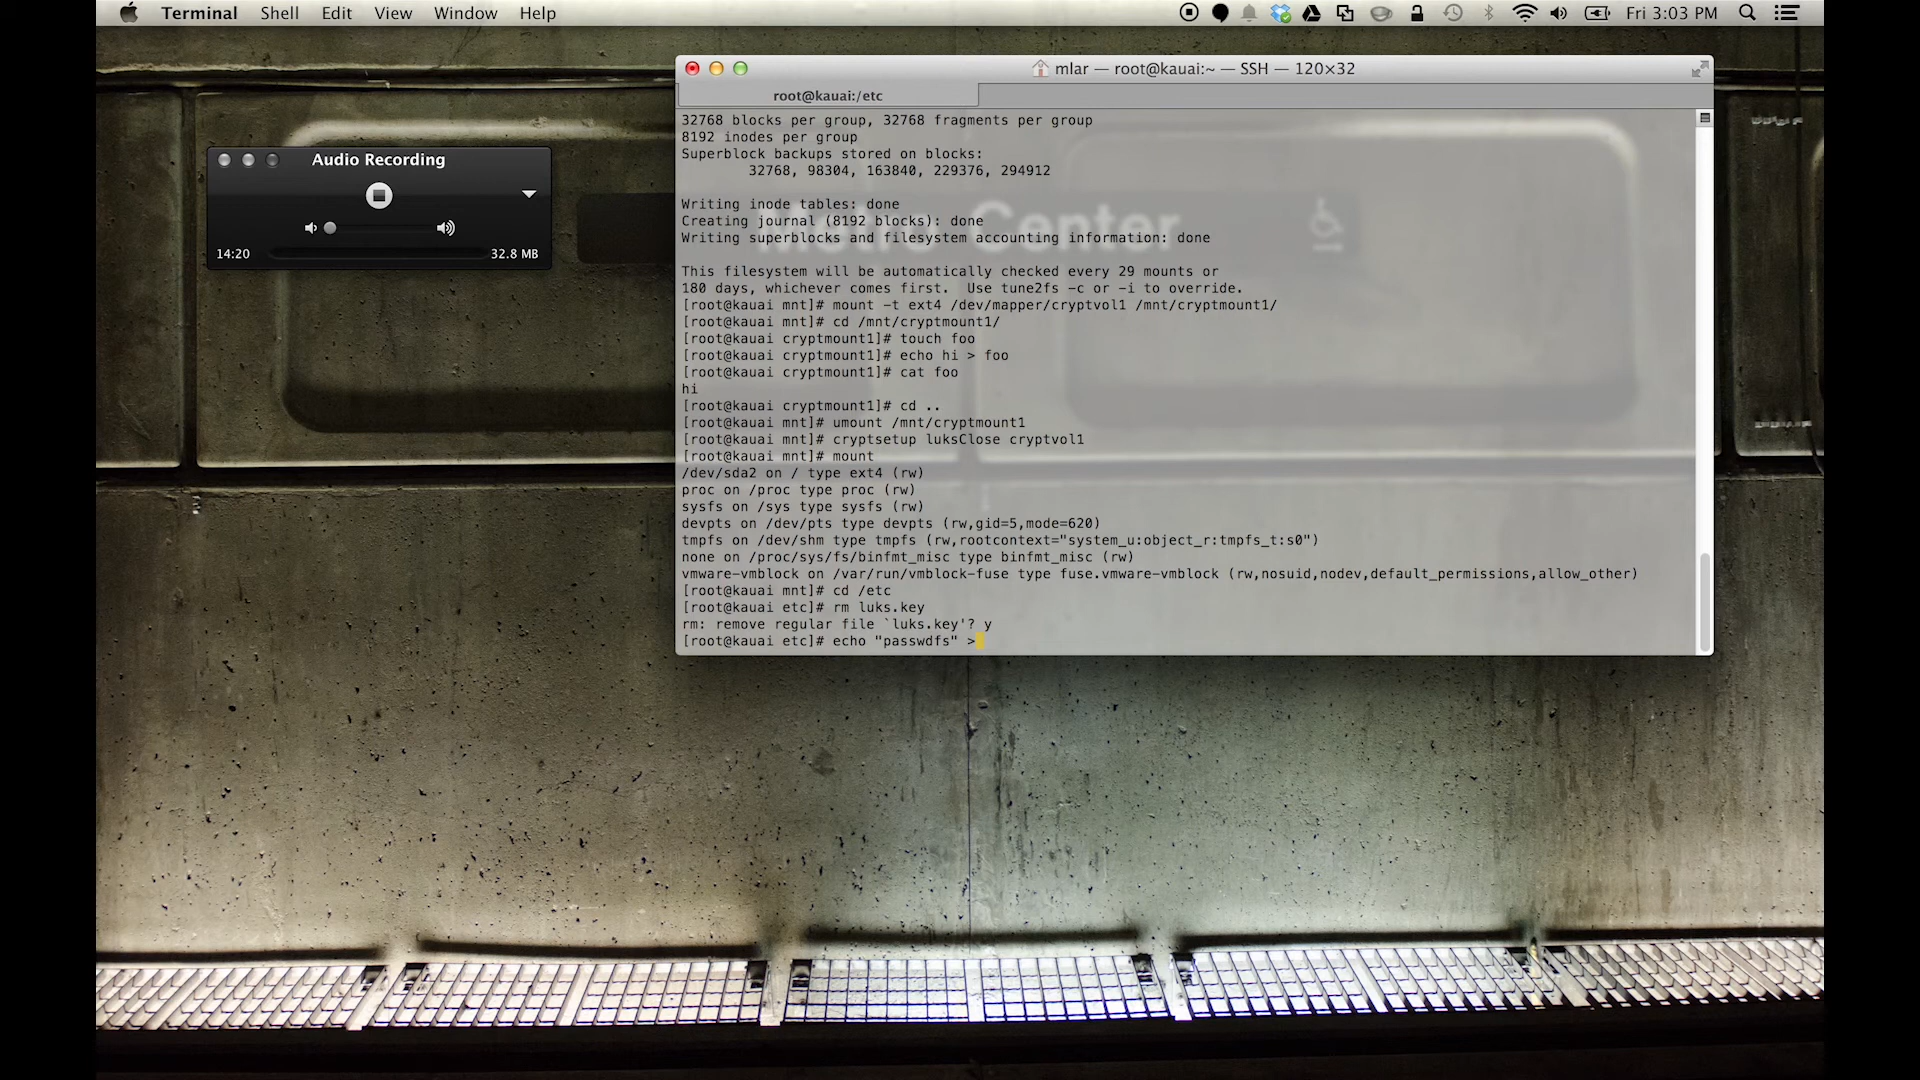 Terminal Shell Edit View Window Help
Fri 3:03 PM
mlar — root@kauai:~ — SSH — 120×32
root@kauai:/etc
Audio Recording
14:20
32.8 MB
Metro Center
32768 blocks per group, 32768 fragments per group
8192 inodes per group
Superblock backups stored on blocks:
32768, 98304, 163840, 229376, 294912
Writing inode tables: done
Creating journal (8192 blocks): done
Writing superblocks and filesystem accounting information: done
This filesystem will be automatically checked every 29 mounts or
180 days, whichever comes first.  Use tune2fs -c or -i to override.
[root@kauai mnt]# mount -t ext4 /dev/mapper/cryptvol1 /mnt/cryptmount1/
[root@kauai mnt]# cd /mnt/cryptmount1/
[root@kauai cryptmount1]# touch foo
[root@kauai cryptmount1]# echo hi > foo
[root@kauai cryptmount1]# cat foo
hi
[root@kauai cryptmount1]# cd ..
[root@kauai mnt]# umount /mnt/cryptmount1
[root@kauai mnt]# cryptsetup luksClose cryptvol1
[root@kauai mnt]# mount
/dev/sda2 on / type ext4 (rw)
proc on /proc type proc (rw)
sysfs on /sys type sysfs (rw)
devpts on /dev/pts type devpts (rw,gid=5,mode=620)
tmpfs on /dev/shm type tmpfs (rw,rootcontext="system_u:object_r:tmpfs_t:s0")
none on /proc/sys/fs/binfmt_misc type binfmt_misc (rw)
vmware-vmblock on /var/run/vmblock-fuse type fuse.vmware-vmblock (rw,nosuid,nodev,default_permissions,allow_other)
[root@kauai mnt]# cd /etc
[root@kauai etc]# rm luks.key
rm: remove regular file `luks.key'? y
[root@kauai etc]# echo "passwdfs" >